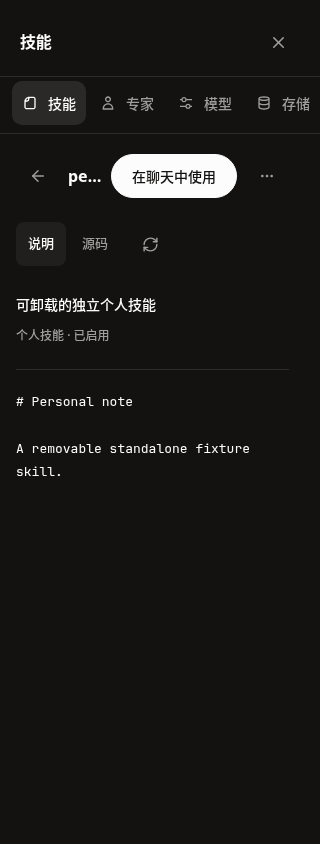 技能
技能 专家 模型 存储
pe... 在聊天中使用
说明 源码
可卸载的独立个人技能
个人技能 · 已启用
# Personal note
A removable standalone fixture
skill.